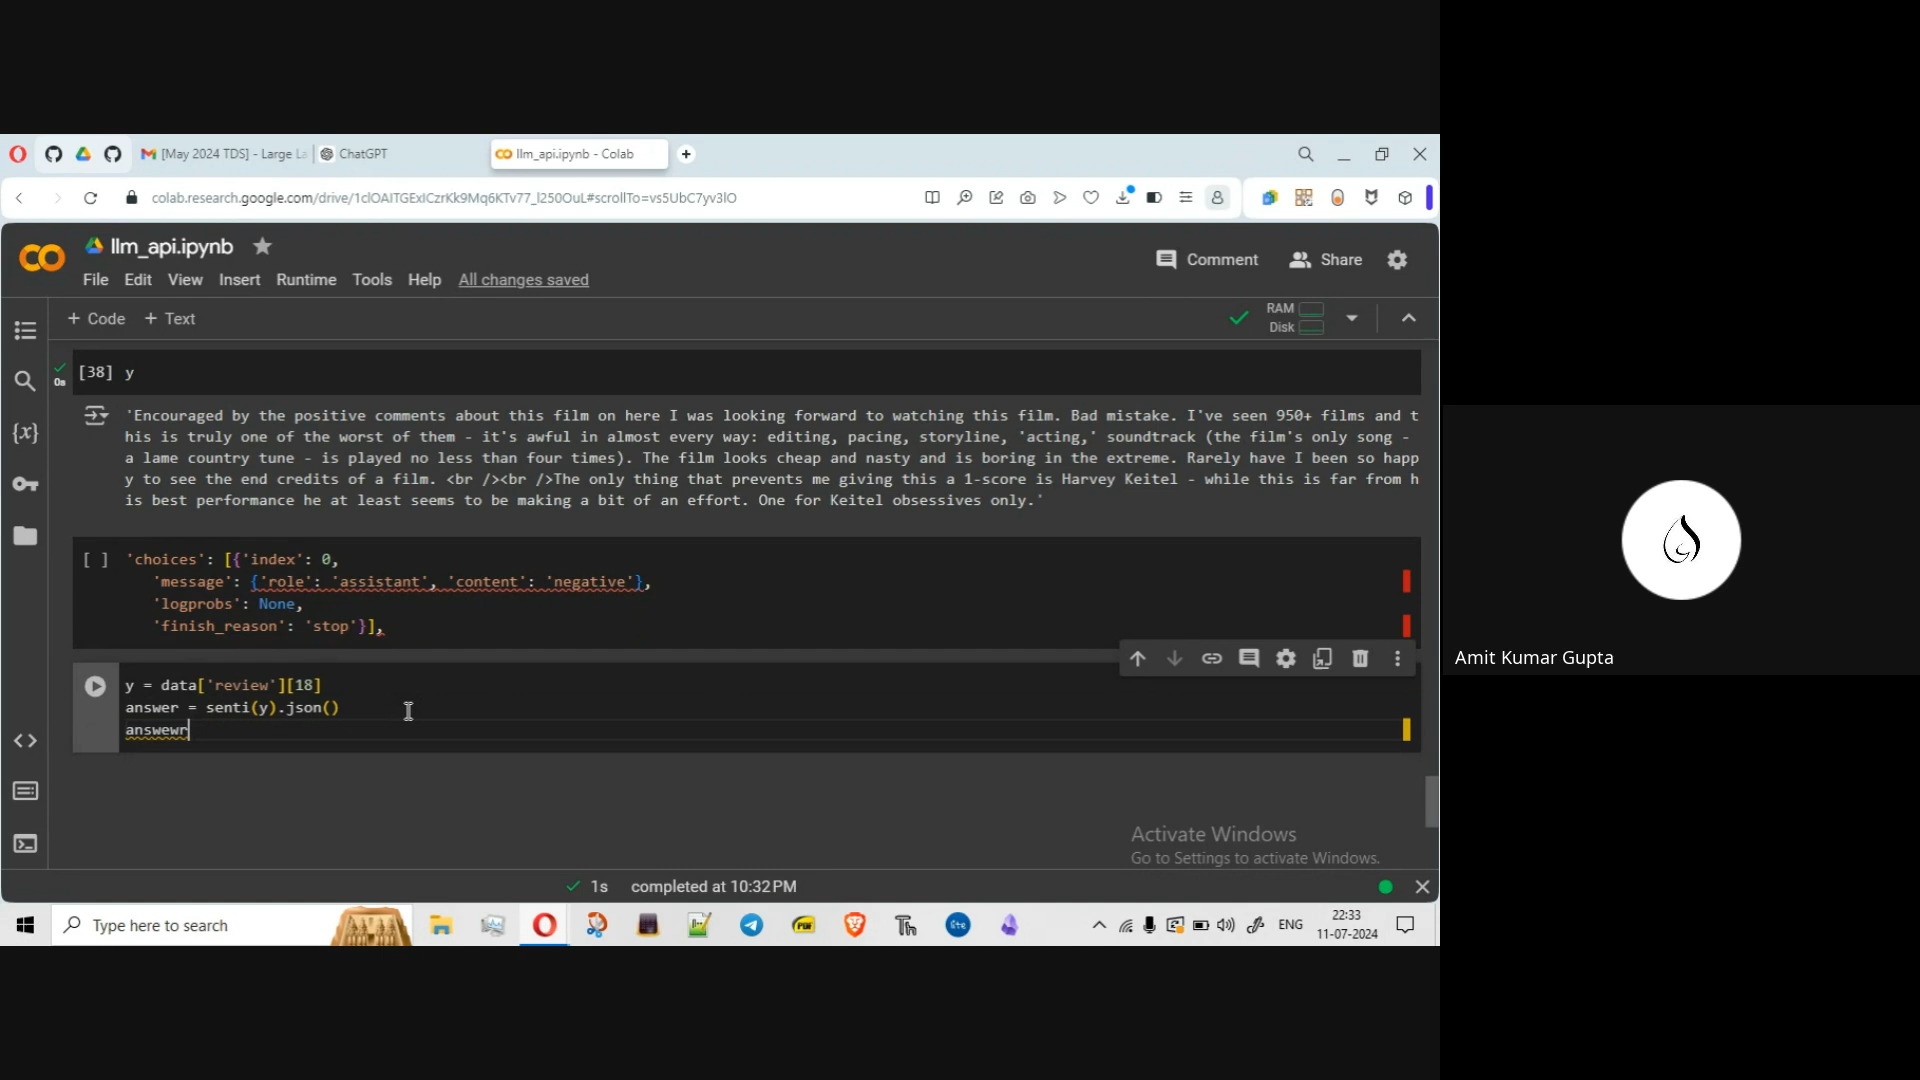 [May 2024 TDS] - Large La
ChatGPT
llm_api.ipynb - Colab
colab.research.google.com/drive/1clOAITGExICzrKk9Mq6KTv77_l250OuL#scrollTo=vs5UbC7yv3lO
llm_api.ipynb
Comment
Share
File Edit View Insert Runtime Tools Help All changes saved
+ Code + Text
RAM
Disk
[38] y
0s
'Encouraged by the positive comments about this film on here I was looking forward to watching this film. Bad mistake. I've seen 950+ films and t
his is truly one of the worst of them - it's awful in almost every way: editing, pacing, storyline, 'acting,' soundtrack (the film's only song -
a lame country tune - is played no less than four times). The film looks cheap and nasty and is boring in the extreme. Rarely have I been so happ
y to see the end credits of a film. <br /><br />The only thing that prevents me giving this a 1-score is Harvey Keitel - while this is far from h
is best performance he at least seems to be making a bit of an effort. One for Keitel obsessives only.'
[ ] 'choices': [{'index': 0,
'message': {'role': 'assistant', 'content': 'negative'},
'logprobs': None,
'finish_reason': 'stop'}],
y = data['review'][18]
answer = senti(y).json()
answewr
Amit Kumar Gupta
Activate Windows
Go to Settings to activate Windows.
1s completed at 10:32 PM
Type here to search
ENG
22:33
11-07-2024